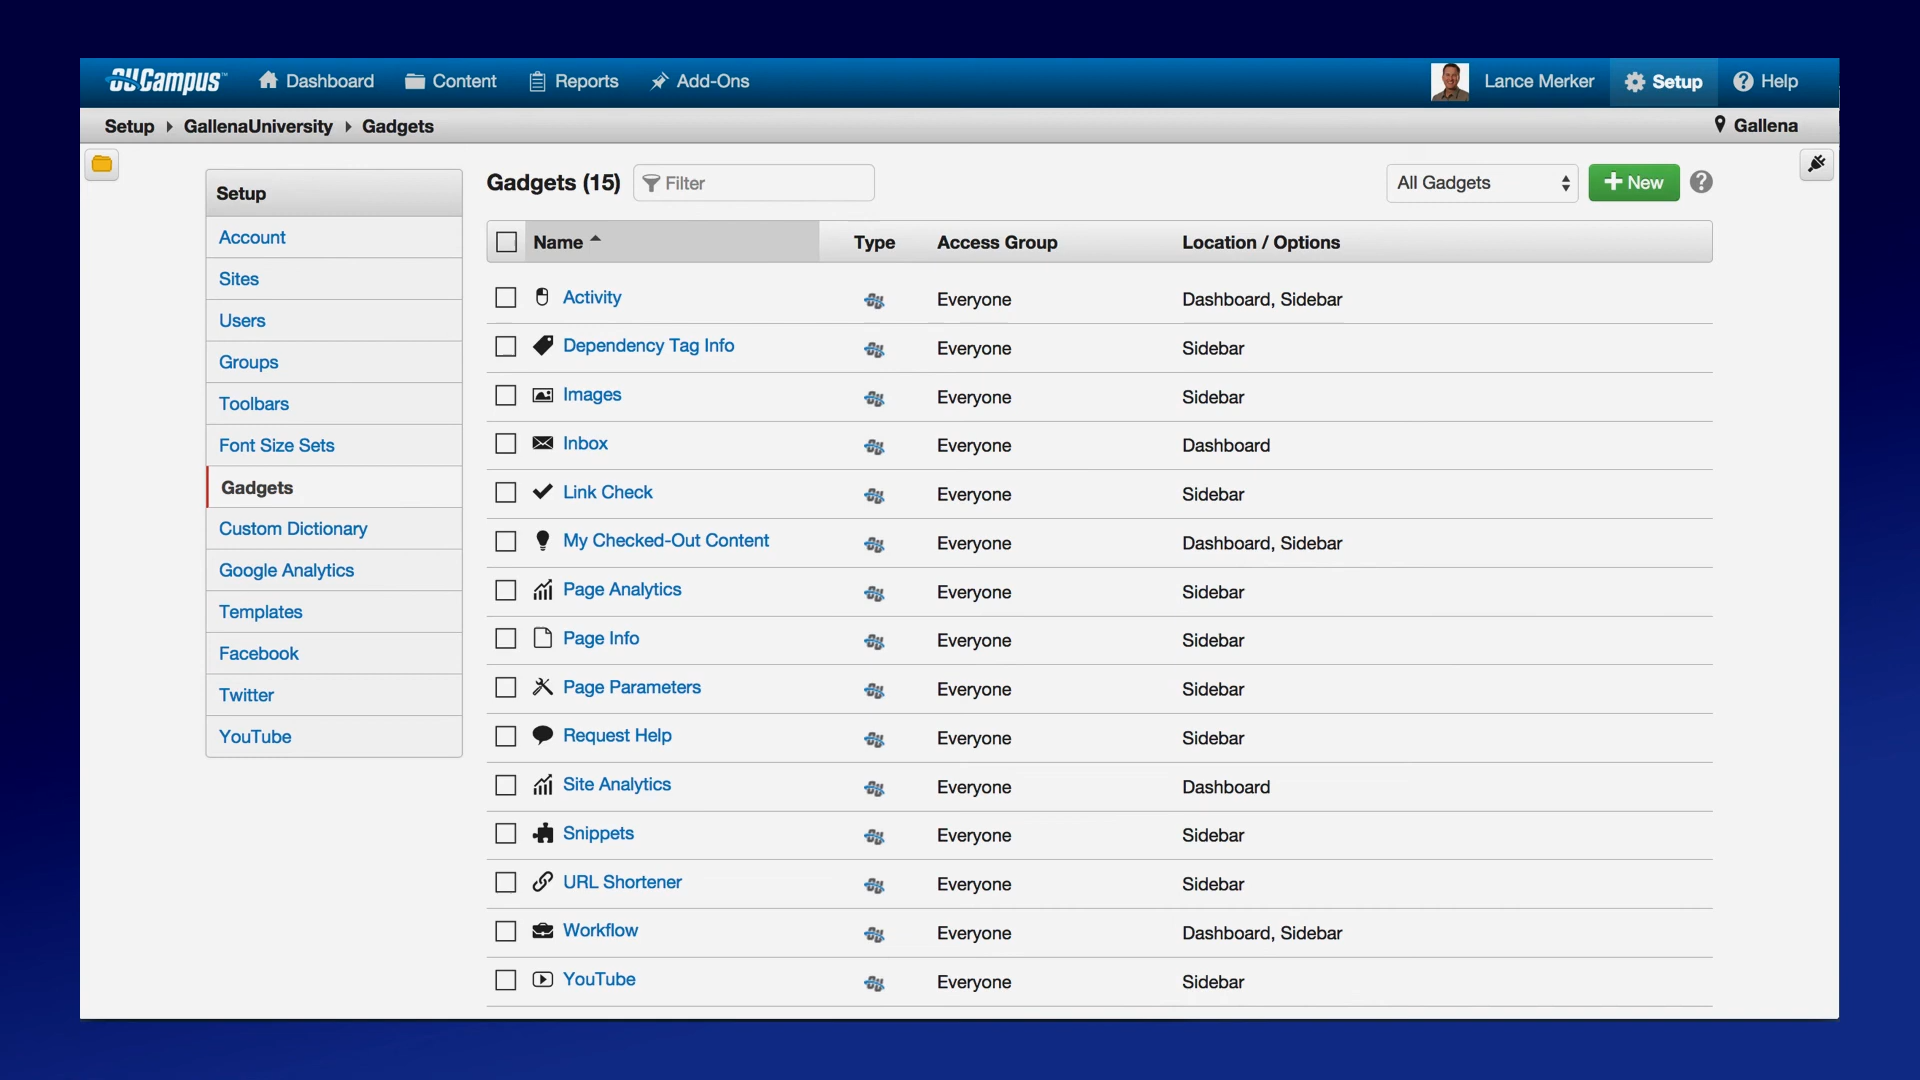 OUCampus™ Dashboard Content Reports Add-Ons Lance Merker Setup Help
Setup GallenaUniversity Gadgets Gallena
Setup
Account
Sites
Users
Groups
Toolbars
Font Size Sets
Gadgets
Custom Dictionary
Google Analytics
Templates
Facebook
Twitter
YouTube
Gadgets (15) Filter All Gadgets + New
Name Type Access Group Location / Options
Activity Everyone Dashboard, Sidebar
Dependency Tag Info Everyone Sidebar
Images Everyone Sidebar
Inbox Everyone Dashboard
Link Check Everyone Sidebar
My Checked-Out Content Everyone Dashboard, Sidebar
Page Analytics Everyone Sidebar
Page Info Everyone Sidebar
Page Parameters Everyone Sidebar
Request Help Everyone Sidebar
Site Analytics Everyone Dashboard
Snippets Everyone Sidebar
URL Shortener Everyone Sidebar
Workflow Everyone Dashboard, Sidebar
YouTube Everyone Sidebar